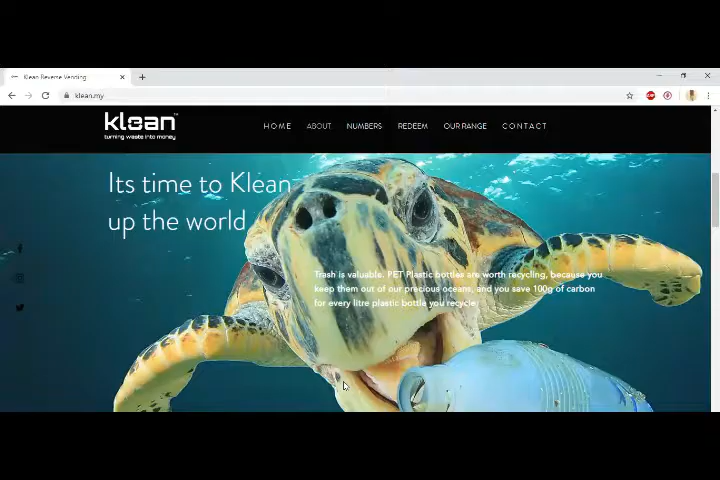 Klean Reverse Vending
klean.my
klean
turning waste into money
HOME ABOUT NUMBERS REDEEM OUR RANGE CONTACT
Its time to Klean
up the world
Trash is valuable. PET Plastic bottles are worth recycling, because you
keep them out of our precious oceans, and you save 100g of carbon
for every litre plastic bottle you recycle